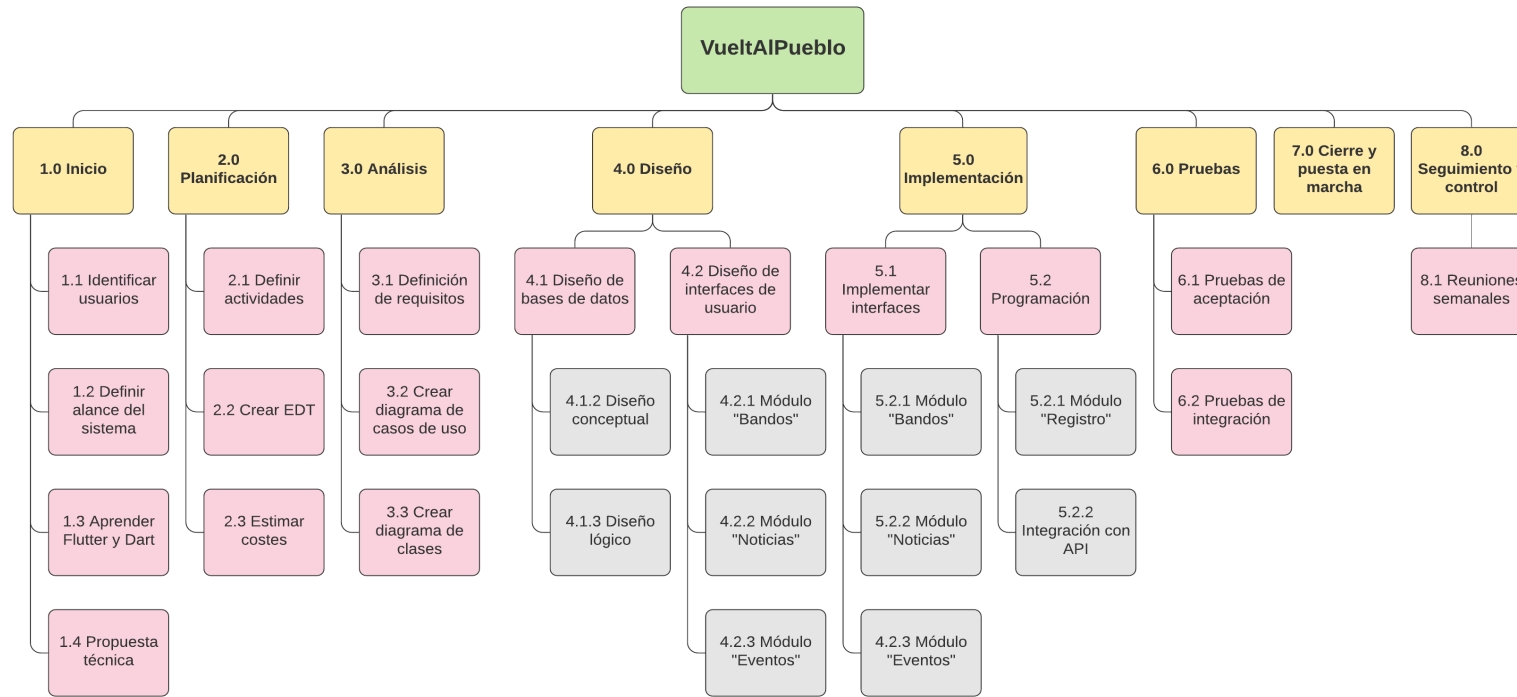 VueltAlPueblo
1.0 Inicio
2.0
Planificación
3.0 Análisis
4.0 Diseño
5.0
Implementación
6.0 Pruebas
7.0 Cierre y
puesta en
marcha
8.0
Seguimiento
control
1.1 Identificar
usuarios
2.1 Definir
actividades
3.1 Definición
de requisitos
4.1 Diseño de
bases de datos
4.2 Diseño de
interfaces de
usuario
5.1
Implementar
interfaces
5.2
Programación
6.1 Pruebas de
aceptación
8.1 Reuniones
semanales
1.2 Definir
alance del
sistema
2.2 Crear EDT
3.2 Crear
diagrama de
casos de uso
4.1.2 Diseño
conceptual
4.2.1 Módulo
"Bandos"
5.2.1 Módulo
"Bandos"
5.2.1 Módulo
"Registro"
6.2 Pruebas de
integración
1.3 Aprender
Flutter y Dart
2.3 Estimar
costes
3.3 Crear
diagrama de
clases
4.1.3 Diseño
lógico
4.2.2 Módulo
"Noticias"
5.2.2 Módulo
"Noticias"
5.2.2
Integración con
API
1.4 Propuesta
técnica
4.2.3 Módulo
"Eventos"
4.2.3 Módulo
"Eventos"